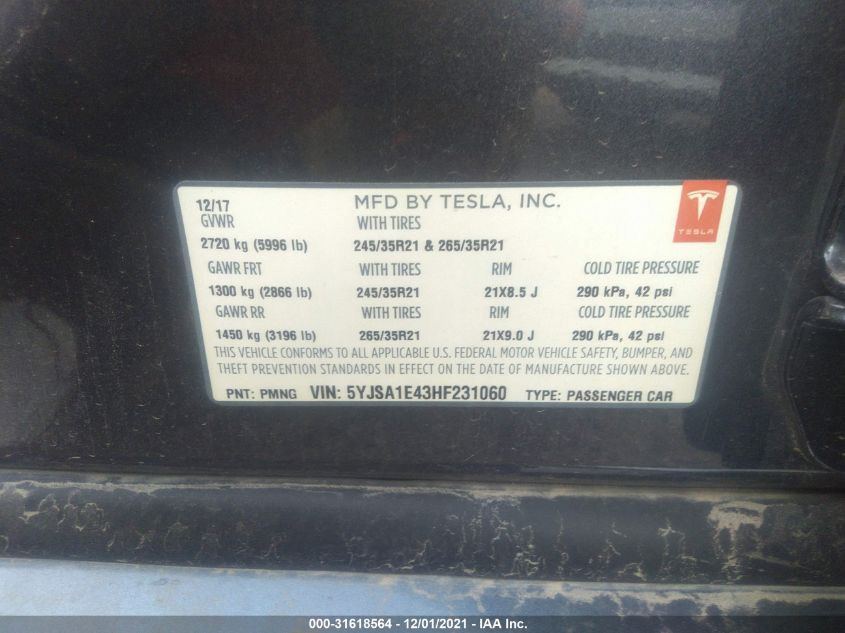 12/17 MFD BY TESLA, INC.
GVWR WITH TIRES
2720 kg (5996 lb) 245/35R21 & 265/35R21
TESLA
GAWR FRT WITH TIRES RIM COLD TIRE PRESSURE
1300 kg (2866 lb) 245/35R21 21X8.5 J 290 kPa, 42 psi
GAWR RR WITH TIRES RIM COLD TIRE PRESSURE
1450 kg (3196 lb) 265/35R21 21X9.0 J 290 kPa, 42 psi
THIS VEHICLE CONFORMS TO ALL APPLICABLE U.S. FEDERAL MOTOR VEHICLE SAFETY, BUMPER, AND
THEFT PREVENTION STANDARDS IN EFFECT ON THE DATE OF MANUFACTURE SHOWN ABOVE.
PNT: PMNG VIN: 5YJSA1E43HF231060 TYPE: PASSENGER CAR
000-31618564 - 12/01/2021 - IAA Inc.